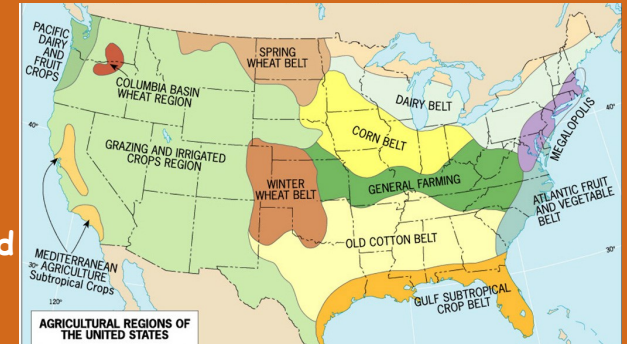 PACIFIC
DAIRY
AND
FRUIT
CROPS
SPRING
WHEAT BELT
COLUMBIA BASIN
WHEAT REGION
DAIRY BELT
40°
40°
CORN BELT
MEGALOPOLIS
GRAZING AND IRRIGATED
CROPS REGION
WINTER
WHEAT BELT
GENERAL FARMING
ATLANTIC FRUIT
AND VEGETABLE
BELT
d
OLD COTTON BELT
MEDITERRANEAN
AGRICULTURE
Subtropical Crops
30°
30°
GULF SUBTROPICAL
CROP BELT
120°
AGRICULTURAL REGIONS OF
THE UNITED STATES